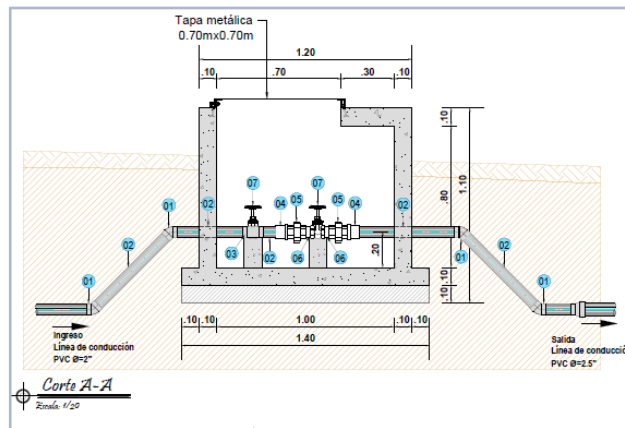 Tapa metálica
0.70mx0.70m
1.20
.10 .70 .30 .10
.10
.80
1.10
07 07
05 05
01 02 04 04 02
02 02
01
03 02 06 06 .20
01 01
.10
.10
.10 .10 1.00 .10 .10
1.40
Ingreso
Línea de conducción
PVC Ø=2"
Salida
Línea de conducción
PVC Ø=2.5"
Corte A-A
Escala: 1/20